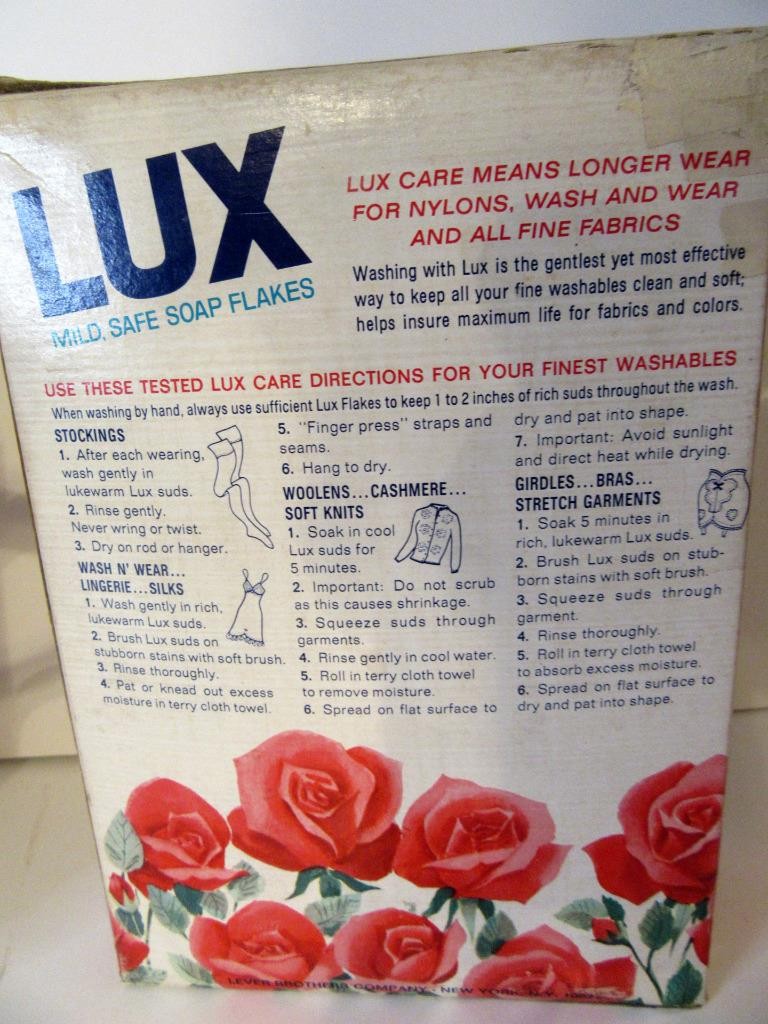 LUX
MILD, SAFE SOAP FLAKES
LUX CARE MEANS LONGER WEAR
FOR NYLONS, WASH AND WEAR
AND ALL FINE FABRICS
Washing with Lux is the gentlest yet most effective
way to keep all your fine washables clean and soft;
helps insure maximum life for fabrics and colors.
USE THESE TESTED LUX CARE DIRECTIONS FOR YOUR FINEST WASHABLES
When washing by hand, always use sufficient Lux Flakes to keep 1 to 2 inches of rich suds throughout the wash.
STOCKINGS
1. After each wearing,
wash gently in
lukewarm Lux suds.
2. Rinse gently.
Never wring or twist.
3. Dry on rod or hanger.
WASH N' WEAR...
LINGERIE...SILKS
1. Wash gently in rich,
lukewarm Lux suds.
2. Brush Lux suds on
stubborn stains with soft brush.
3. Rinse thoroughly.
4. Pat or knead out excess
moisture in terry cloth towel.
5. "Finger press" straps and
seams.
6. Hang to dry.
WOOLENS...CASHMERE...
SOFT KNITS
1. Soak in cool
Lux suds for
5 minutes.
2. Important: Do not scrub
as this causes shrinkage.
3. Squeeze suds through
garments.
4. Rinse gently in cool water.
5. Roll in terry cloth towel
to remove moisture.
6. Spread on flat surface to
dry and pat into shape.
7. Important: Avoid sunlight
and direct heat while drying.
GIRDLES...BRAS...
STRETCH GARMENTS
1. Soak 5 minutes in
rich, lukewarm Lux suds.
2. Brush Lux suds on stub-
born stains with soft brush.
3. Squeeze suds through
garment.
4. Rinse thoroughly.
5. Roll in terry cloth towel
to absorb excess moisture.
6. Spread on flat surface to
dry and pat into shape.
LEVER BROTHERS COMPANY · NEW YORK, N.Y.